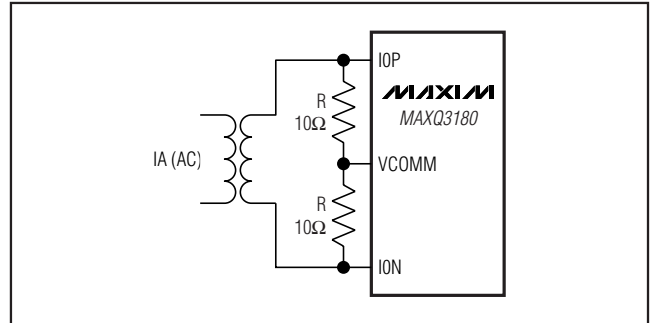 I0P
MAXIM
R
10Ω
MAXQ3180
IA (AC)
VCOMM
R
10Ω
I0N